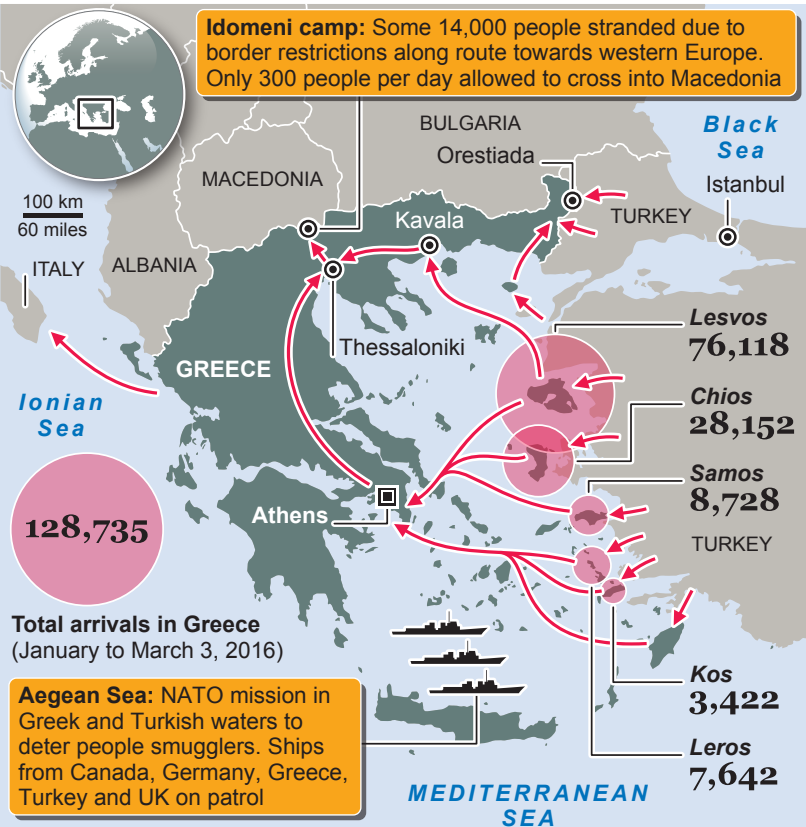 Idomeni camp: Some 14,000 people stranded due to
border restrictions along route towards western Europe.
Only 300 people per day allowed to cross into Macedonia
BULGARIA
Black
Sea
Orestiada
MACEDONIA
Istanbul
100 km
60 miles
Kavala
TURKEY
ITALY
ALBANIA
Lesvos
76,118
Thessaloniki
GREECE
Chios
28,152
Ionian
Sea
Samos
8,728
128,735
Athens
TURKEY
Total arrivals in Greece
(January to March 3, 2016)
Kos
3,422
Aegean Sea: NATO mission in
Greek and Turkish waters to
deter people smugglers. Ships
from Canada, Germany, Greece,
Turkey and UK on patrol
Leros
7,642
MEDITERRANEAN
SEA